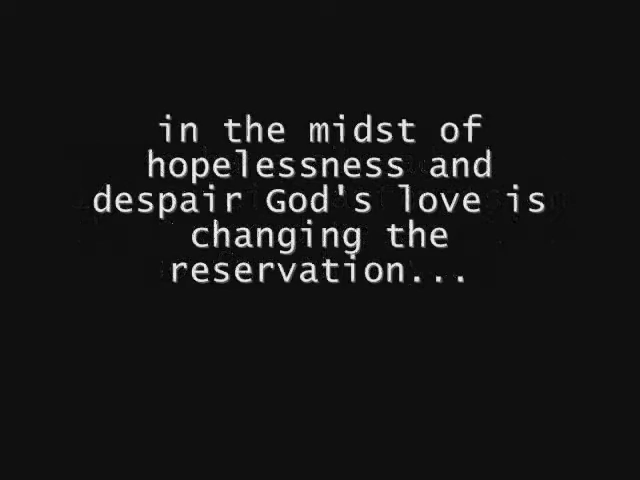 in the midst of
hopelessness and
despair God's love is
changing the
reservation...